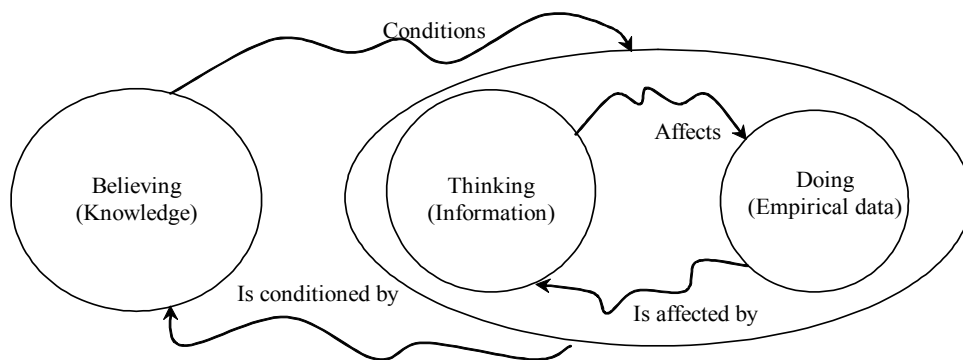 Conditions
Believing
(Knowledge)
Thinking
(Information)
Affects
Doing
(Empirical data)
Is conditioned by
Is affected by